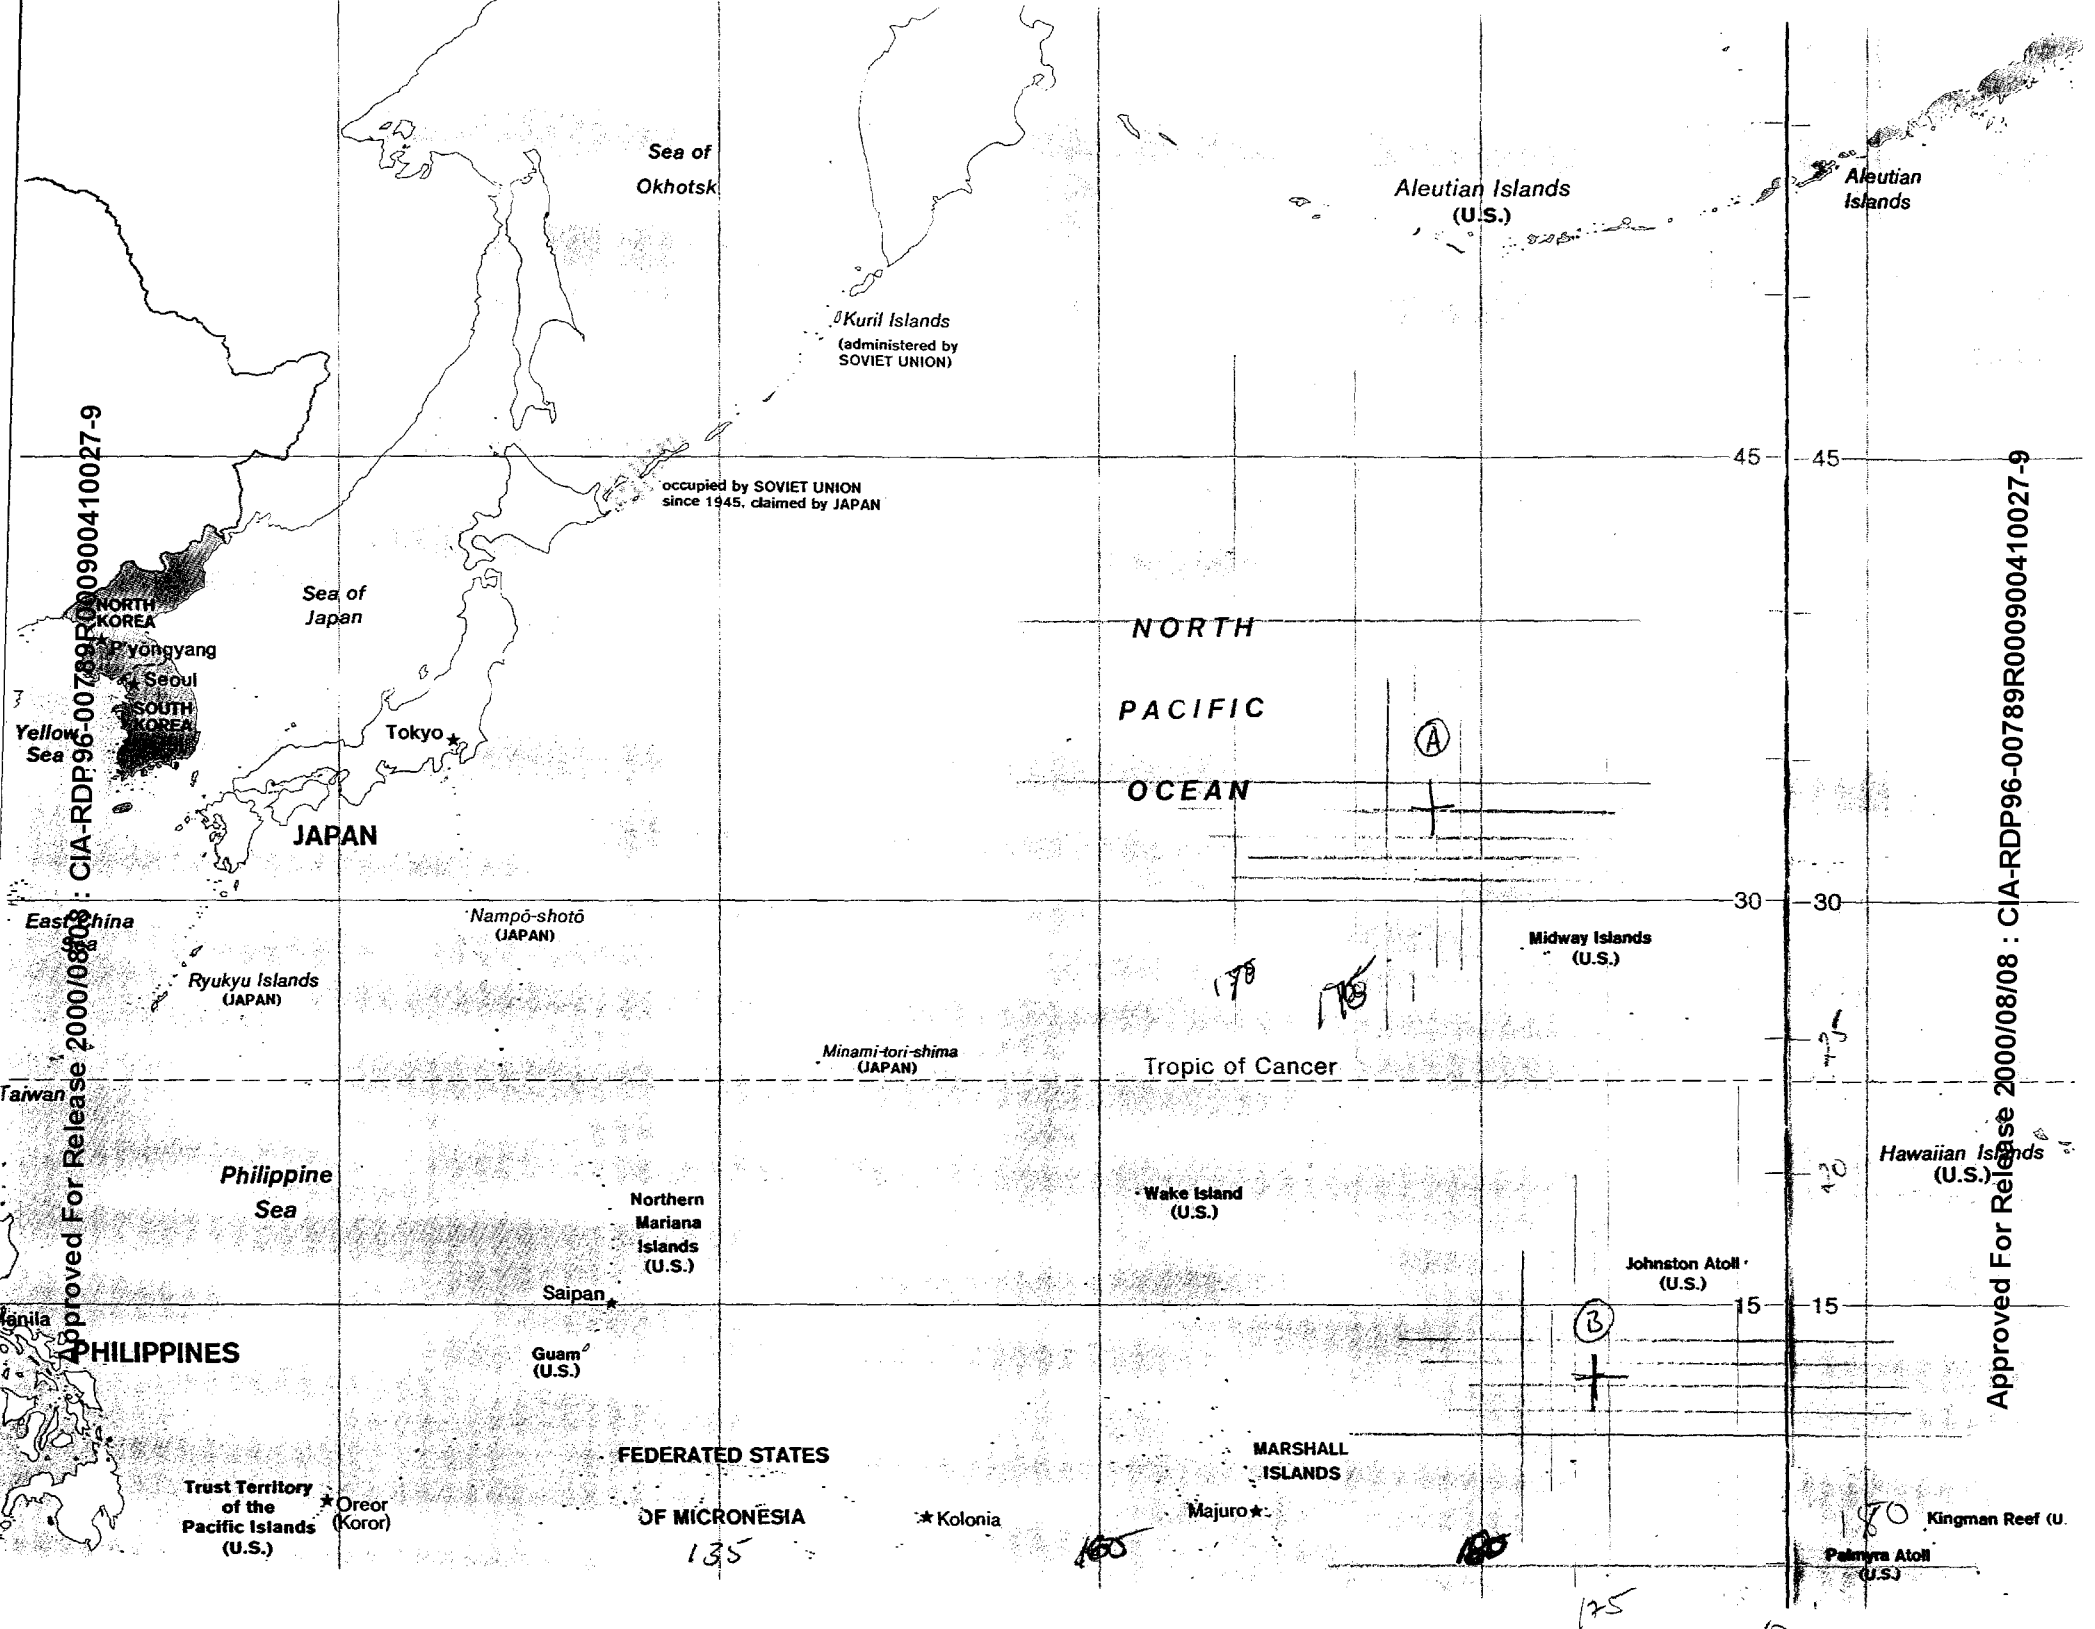 Sea of
Okhotsk
Aleutian Islands
(U.S.)
Aleutian
Islands
Kuril Islands
(administered by
SOVIET UNION)
45
45
occupied by SOVIET UNION
since 1945, claimed by JAPAN
NORTH
KOREA
P'yongyang
Seoul
SOUTH
KOREA
Yellow
Sea
Sea of
Japan
Tokyo
JAPAN
NORTH
PACIFIC
OCEAN
A
30
30
East China
Sea
Nampō-shotō
(JAPAN)
Ryukyu Islands
(JAPAN)
Midway Islands
(U.S.)
170
Minami-tori-shima
(JAPAN)
Tropic of Cancer
Taiwan
Philippine
Sea
Northern
Mariana
Islands
(U.S.)
Saipan
Wake Island
(U.S.)
Hawaiian Islands
(U.S.)
20
Johnston Atoll
(U.S.)
15
15
B
Manila
PHILIPPINES
Guam
(U.S.)
FEDERATED STATES
OF MICRONESIA
MARSHALL
ISLANDS
Majuro
Kolonia
Trust Territory
of the
Pacific Islands
(U.S.)
Oreor
(Koror)
135
165
180
180
Kingman Reef (U.
Palmyra Atoll
(U.S.)
175
Approved For Release 2000/08/08 : CIA-RDP96-00789R000900410027-9
Approved For Release 2000/08/08 : CIA-RDP96-00789R000900410027-9